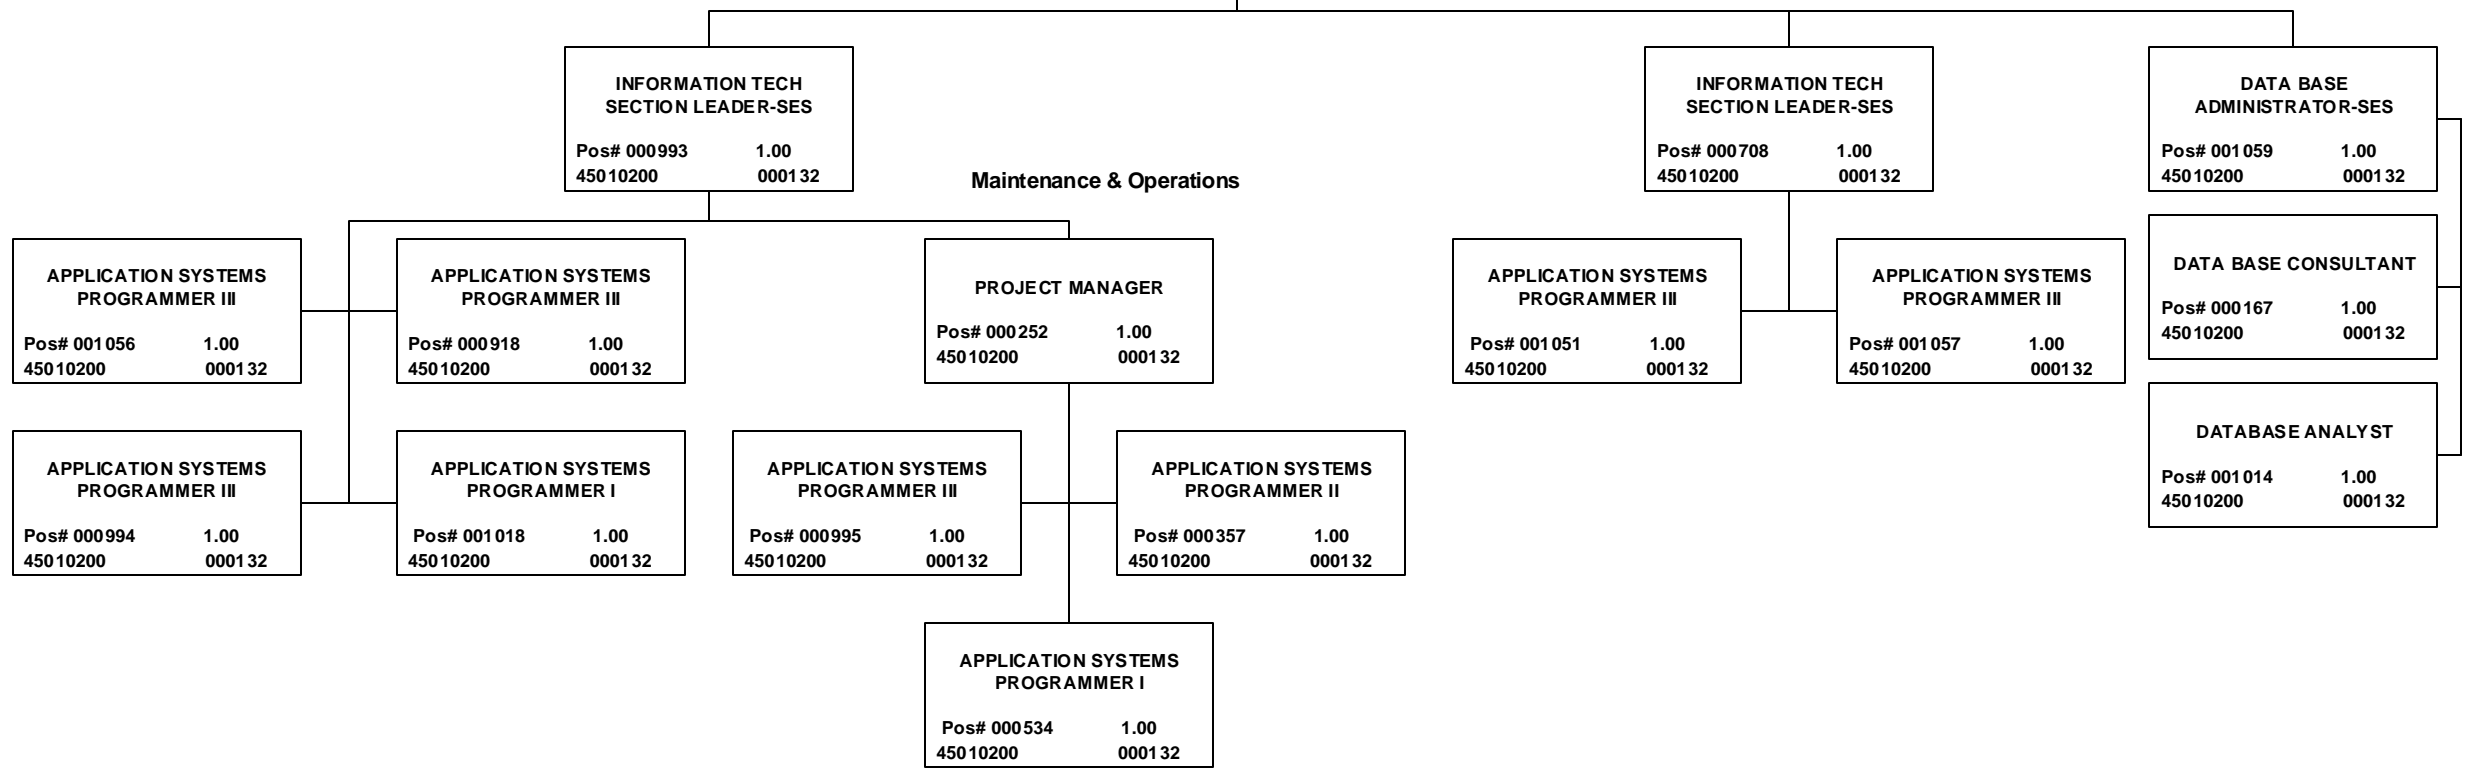 INFORMATION TECH
SECTION LEADER-SES
Pos# 000993 1.00
45010200 000132
INFORMATION TECH
SECTION LEADER-SES
Pos# 000708 1.00
45010200 000132
DATA BASE
ADMINISTRATOR-SES
Pos# 001059 1.00
45010200 000132
Maintenance & Operations
APPLICATION SYSTEMS
PROGRAMMER III
Pos# 001056 1.00
45010200 000132
APPLICATION SYSTEMS
PROGRAMMER III
Pos# 000918 1.00
45010200 000132
PROJECT MANAGER
Pos# 000252 1.00
45010200 000132
APPLICATION SYSTEMS
PROGRAMMER III
Pos# 001051 1.00
45010200 000132
APPLICATION SYSTEMS
PROGRAMMER III
Pos# 001057 1.00
45010200 000132
DATA BASE CONSULTANT
Pos# 000167 1.00
45010200 000132
DATABASE ANALYST
Pos# 001014 1.00
45010200 000132
APPLICATION SYSTEMS
PROGRAMMER III
Pos# 000994 1.00
45010200 000132
APPLICATION SYSTEMS
PROGRAMMER I
Pos# 001018 1.00
45010200 000132
APPLICATION SYSTEMS
PROGRAMMER III
Pos# 000995 1.00
45010200 000132
APPLICATION SYSTEMS
PROGRAMMER II
Pos# 000357 1.00
45010200 000132
APPLICATION SYSTEMS
PROGRAMMER I
Pos# 000534 1.00
45010200 000132